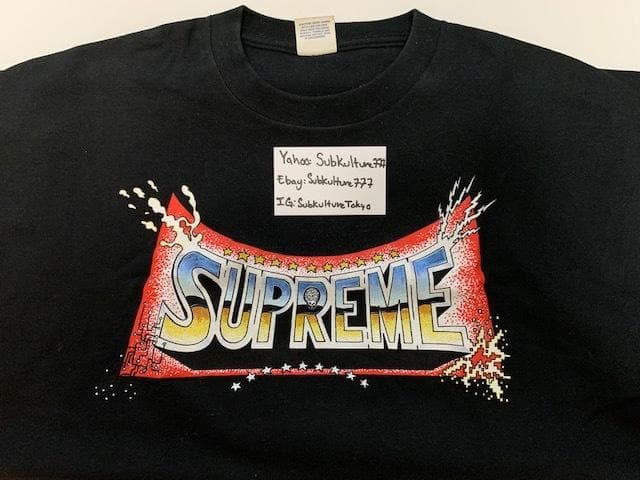 Yahoo: Subkulture777
Ebay: Subkulture777
IG: SubkultureTokyo
SUPREME